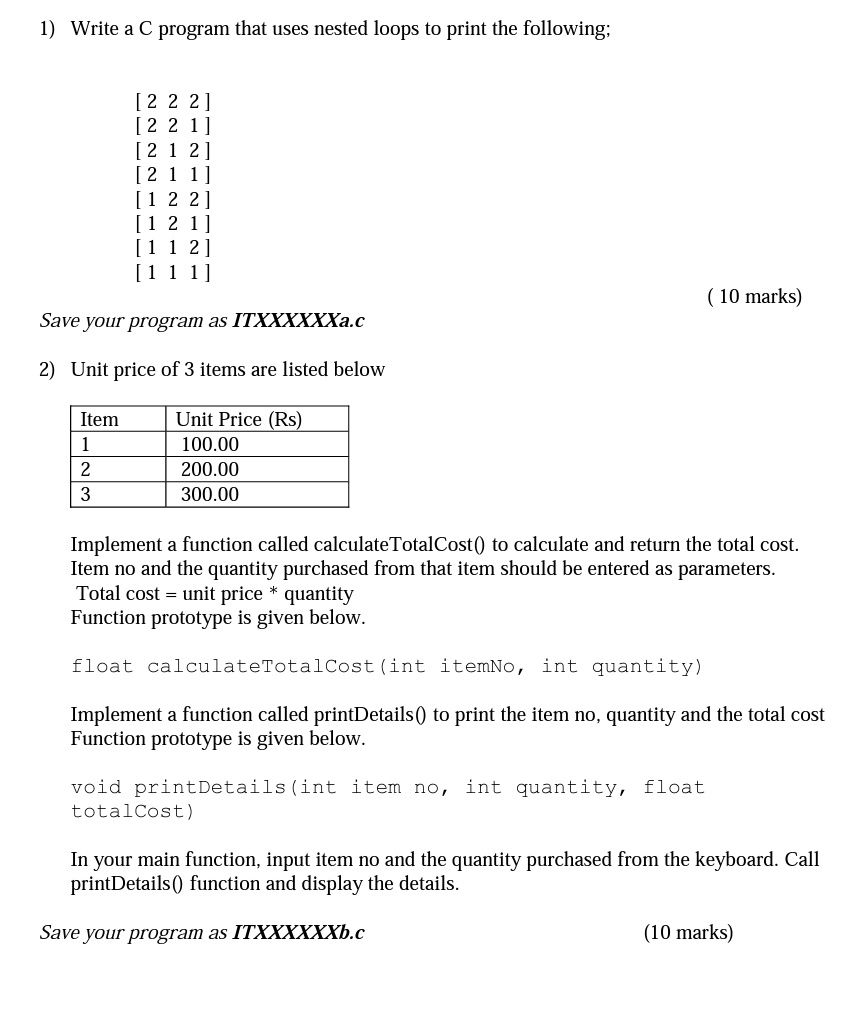 1) Write a C program that uses nested loops to print the following;
[ 2 2 2 ]
[ 2 2 1 ]
[ 2 1 2 ]
[ 2 1 1 ]
[ 1 2 2 ]
[ 1 2 1 ]
[ 1 1 2 ]
[ 1 1 1 ]
( 10 marks)
Save your program as ITXXXXXXa.c
2) Unit price of 3 items are listed below
Item Unit Price (Rs)
1 100.00
2 200.00
3 300.00
Implement a function called calculateTotalCost() to calculate and return the total cost.
Item no and the quantity purchased from that item should be entered as parameters.
Total cost = unit price * quantity
Function prototype is given below.
float calculateTotalCost(int itemNo, int quantity)
Implement a function called printDetails() to print the item no, quantity and the total cost
Function prototype is given below.
void printDetails(int item no, int quantity, float
totalCost)
In your main function, input item no and the quantity purchased from the keyboard. Call
printDetails() function and display the details.
Save your program as ITXXXXXXb.c (10 marks)